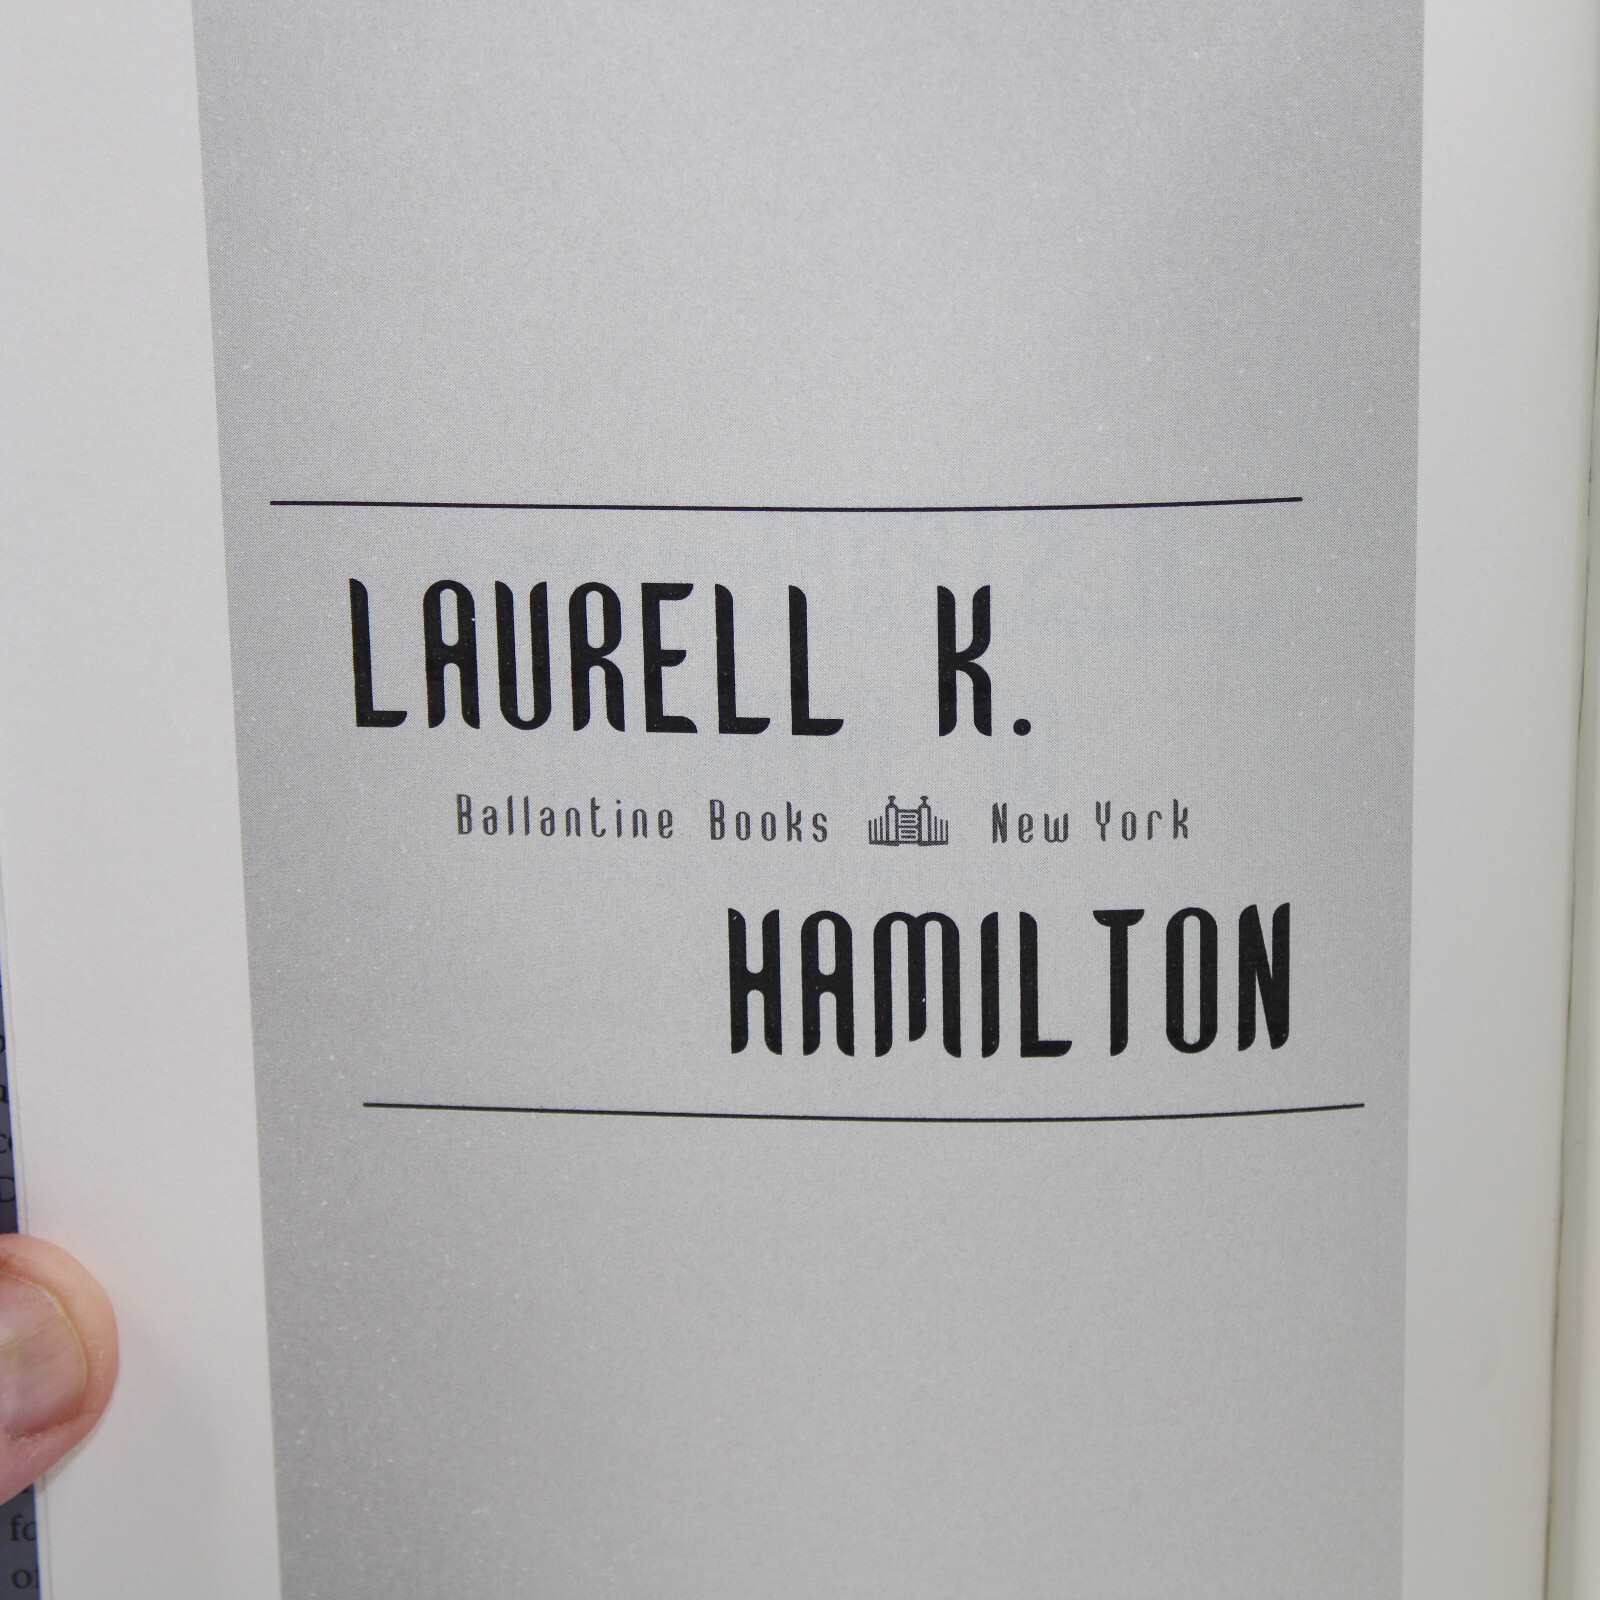 LAURELL K.
Ballantine Books New York
HAMILTON